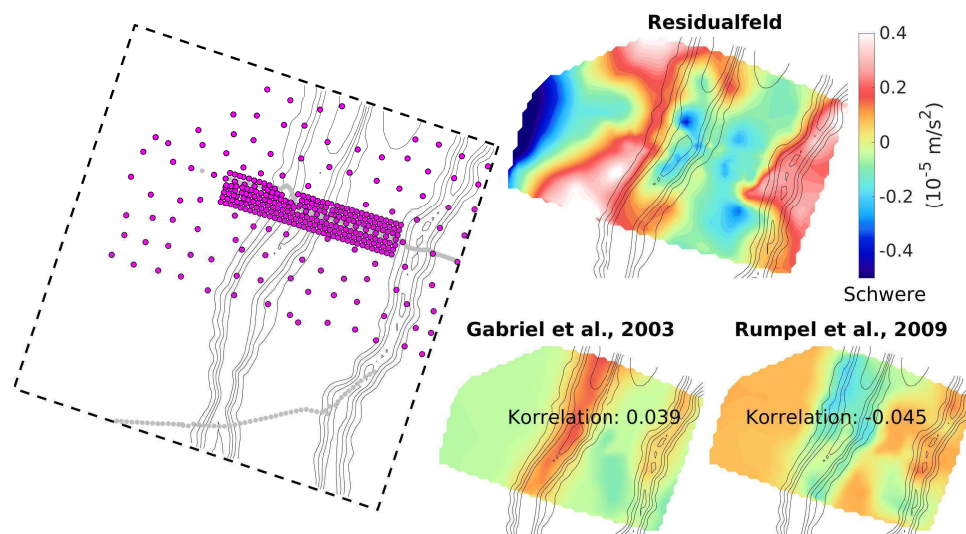 Residualfeld
0.4
0.2
0
-0.2
-0.4
(10⁻⁵ m/s²)
Schwere
Gabriel et al., 2003
Rumpel et al., 2009
Korrelation: 0.039
Korrelation: -0.045